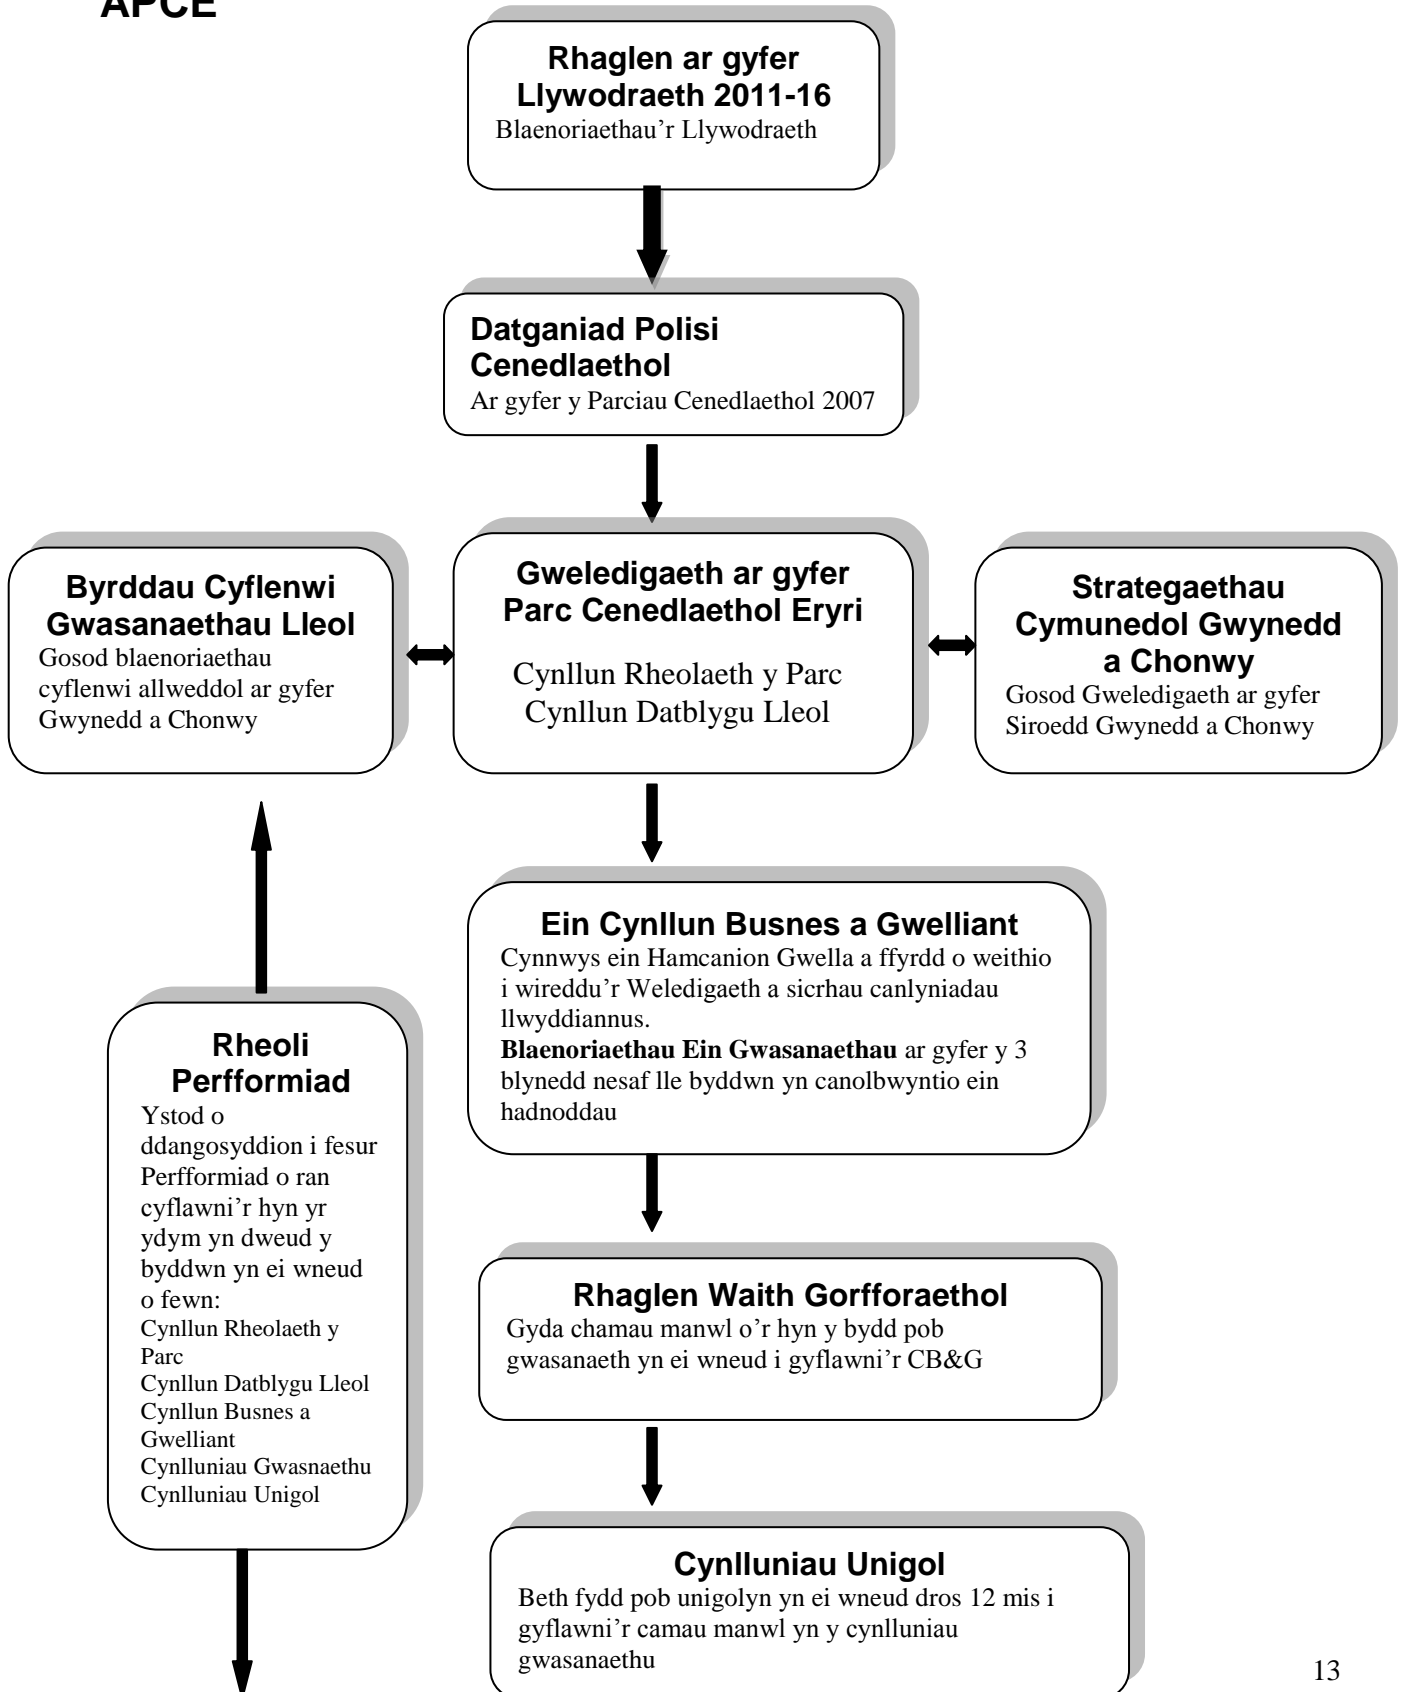 APCE
Rhaglen ar gyfer
Llywodraeth 2011-16
Blaenoriaethau’r Llywodraeth
Datganiad Polisi
Cenedlaethol
Ar gyfer y Parciau Cenedlaethol 2007
Byrddau Cyflenwi
Gwasanaethau Lleol
Gosod blaenoriaethau
cyflenwi allweddol ar gyfer
Gwynedd a Chonwy
Gweledigaeth ar gyfer
Parc Cenedlaethol Eryri
Cynllun Rheolaeth y Parc
Cynllun Datblygu Lleol
Strategaethau
Cymunedol Gwynedd
a Chonwy
Gosod Gweledigaeth ar gyfer
Siroedd Gwynedd a Chonwy
Ein Cynllun Busnes a Gwelliant
Cynnwys ein Hamcanion Gwella a ffyrdd o weithio
i wireddu’r Weledigaeth a sicrhau canlyniadau
llwyddiannus.
Blaenoriaethau Ein Gwasanaethau ar gyfer y 3
blynedd nesaf lle byddwn yn canolbwyntio ein
hadnoddau
Rheoli
Perfformiad
Ystod o
ddangosyddion i fesur
Perfformiad o ran
cyflawni’r hyn yr
ydym yn dweud y
byddwn yn ei wneud
o fewn:
Cynllun Rheolaeth y
Parc
Cynllun Datblygu Lleol
Cynllun Busnes a
Gwelliant
Cynlluniau Gwasnaethu
Cynlluniau Unigol
Rhaglen Waith Gorfforaethol
Gyda chamau manwl o’r hyn y bydd pob
gwasanaeth yn ei wneud i gyflawni’r CB&G
Cynlluniau Unigol
Beth fydd pob unigolyn yn ei wneud dros 12 mis i
gyflawni’r camau manwl yn y cynlluniau
gwasanaethu
13